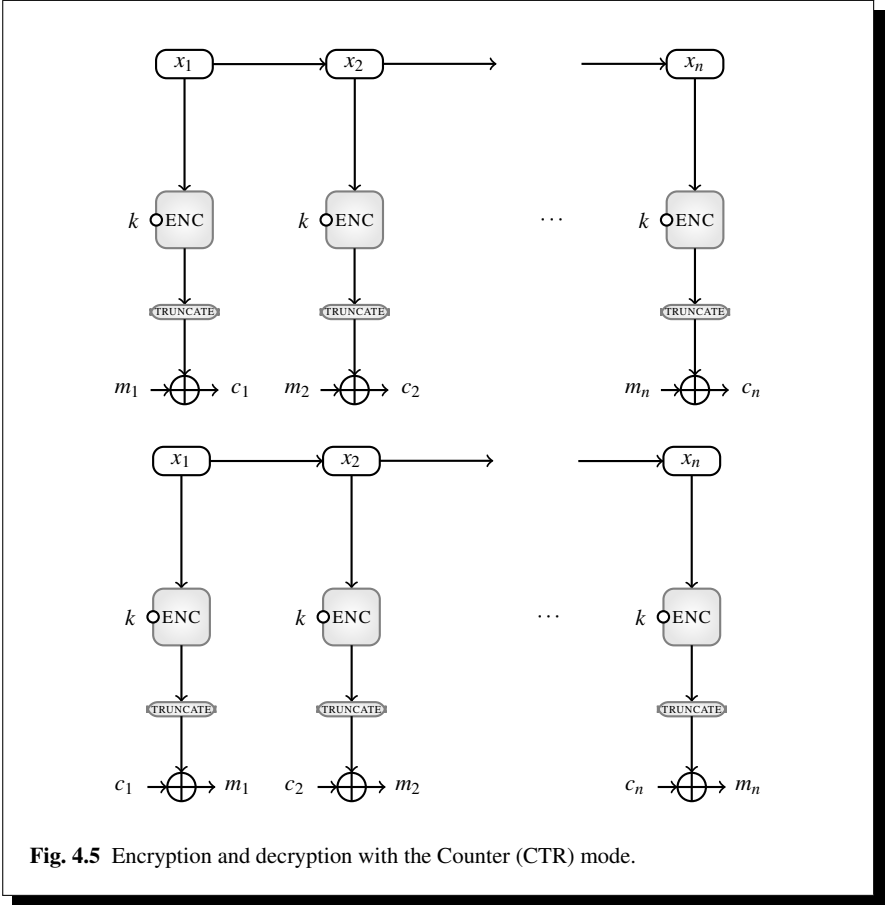 x₁ x₂ xₙ
k ENC k ENC ··· k ENC
TRUNCATE TRUNCATE TRUNCATE
m₁ c₁ m₂ c₂ mₙ cₙ
x₁ x₂ xₙ
k ENC k ENC ··· k ENC
TRUNCATE TRUNCATE TRUNCATE
c₁ m₁ c₂ m₂ cₙ mₙ
Fig. 4.5 Encryption and decryption with the Counter (CTR) mode.